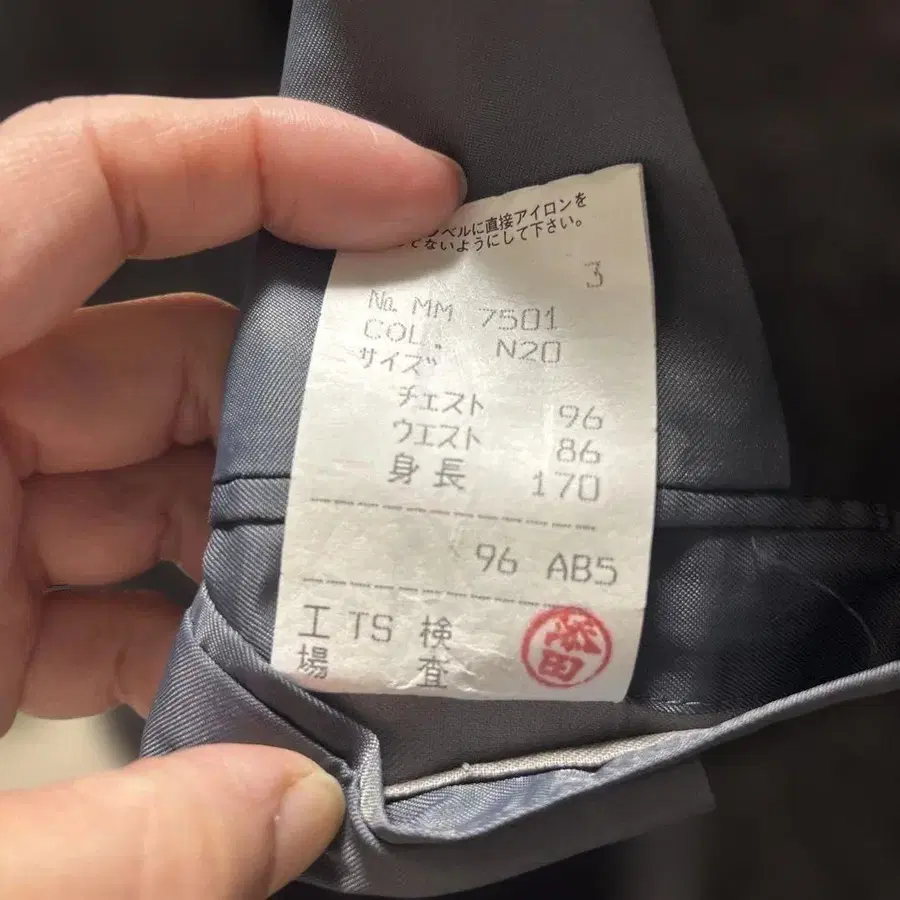 ベルに直接アイロンを
てないようにして下さい。
3
No. MM 7501
COL. N20
サイズ
チェスト 96
ウエスト 86
身長 170
96 AB5
工場 TS 検査 添田